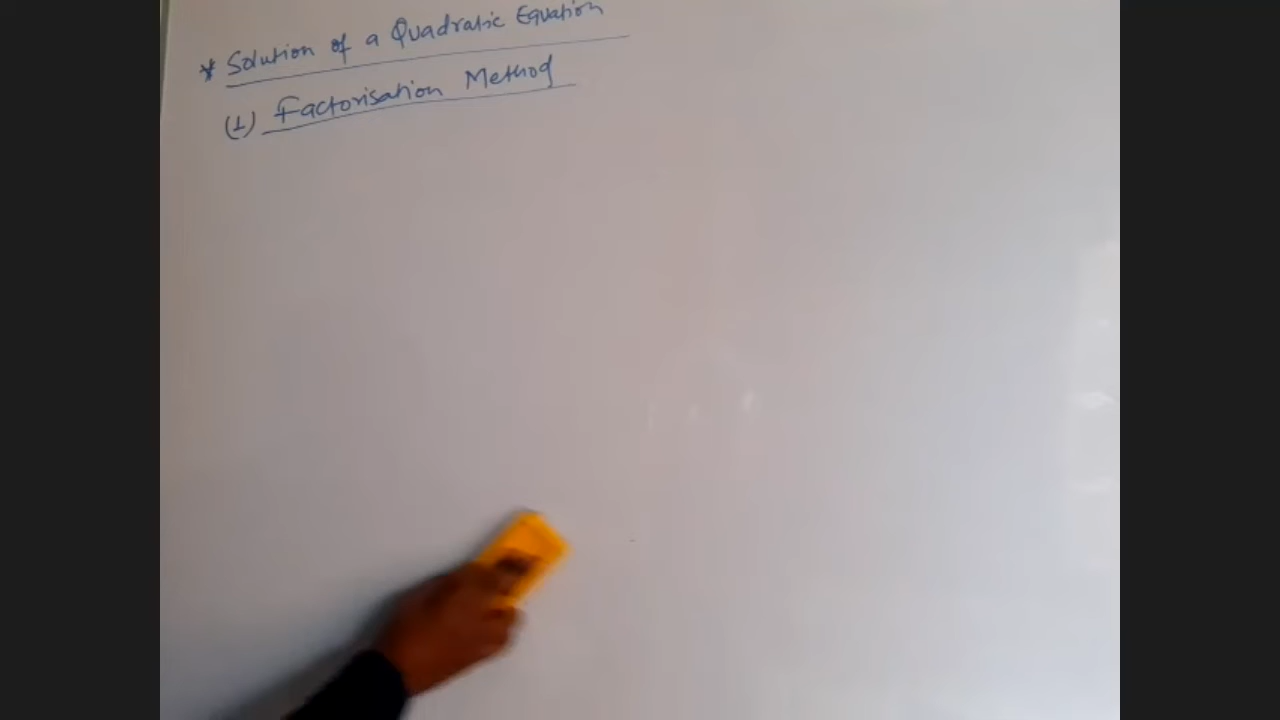 * Solution of a Quadratic Equation
(1) Factorisation Method